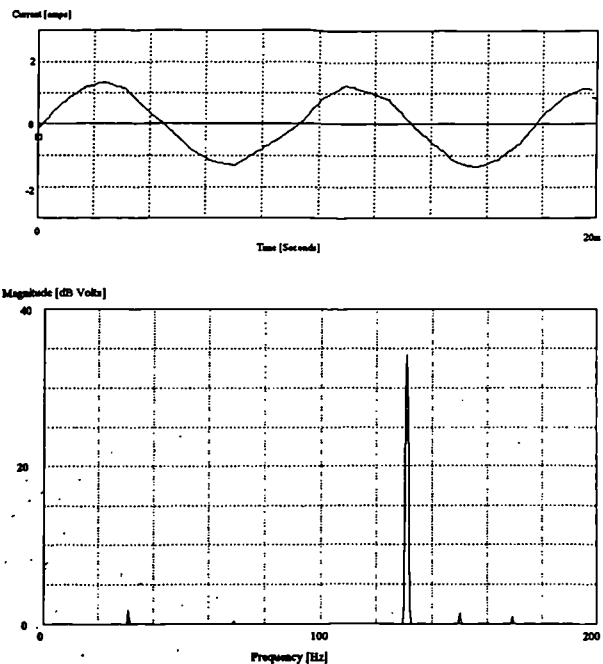 Current [amps]
2
0
-2
0
20m
Time [Seconds]
Magnitude [dB Volts]
40
20
0
0
100
200
Frequency [Hz]